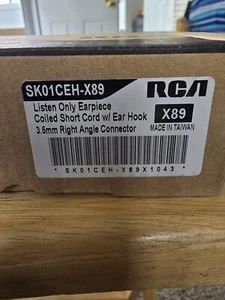 SK01CEH-X89
RCA
Listen Only Earpiece
Coiled Short Cord w/ Ear Hook
X89
3.5mm Right Angle Connector
MADE IN TAIWAN
*SK01CEH-X89X1043*